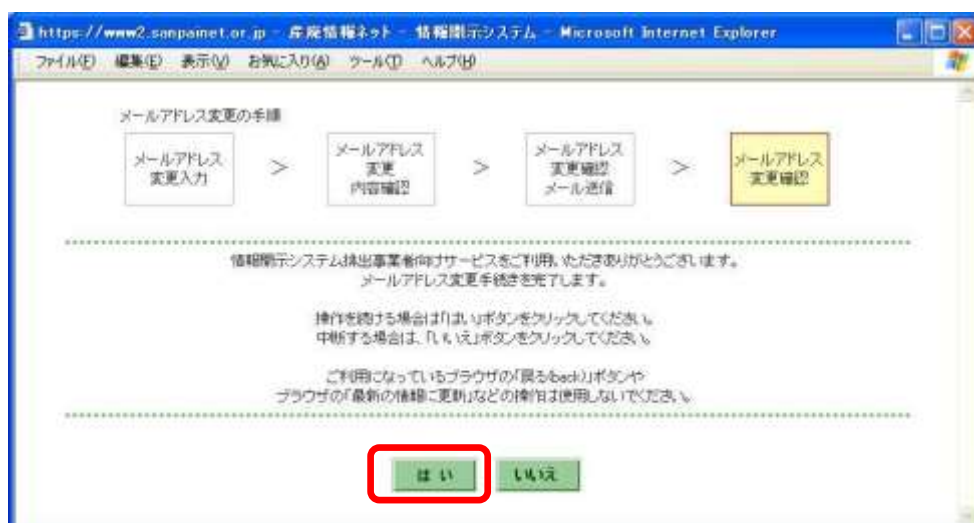 https://www2.sanpainet.or.jp - 産廃情報ネット - 情報開示システム - Microsoft Internet Explorer
ファイル(F) 編集(E) 表示(V) お気に入り(A) ツール(T) ヘルプ(H)
メールアドレス変更の手順
メールアドレス
変更入力
>
メールアドレス
変更
内容確認
>
メールアドレス
変更確認
メール送信
>
メールアドレス
変更確認
情報開示システム排出事業者向けサービスをご利用いただきありがとうございます。
メールアドレス変更手続きを完了します。
操作を続ける場合は「はい」ボタンをクリックしてください。
中断する場合は、「いいえ」ボタンをクリックしてください。
ご利用になっているブラウザの「戻る(back)」ボタンや
ブラウザの「最新の情報に更新」などの操作は使用しないでください。
はい いいえ